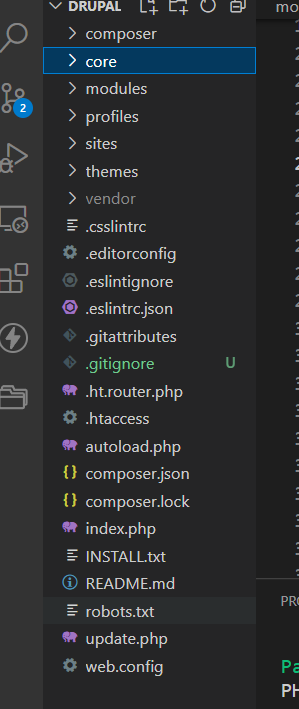 DRUPAL
mo
composer
core
modules
profiles
sites
themes
vendor
.csslintrc
.editorconfig
.eslintignore
.eslintrc.json
.gitattributes
.gitignore U
.ht.router.php
.htaccess
autoload.php
composer.json
composer.lock
index.php
INSTALL.txt
README.md
robots.txt
update.php
web.config
2
PRO
Pa
PH